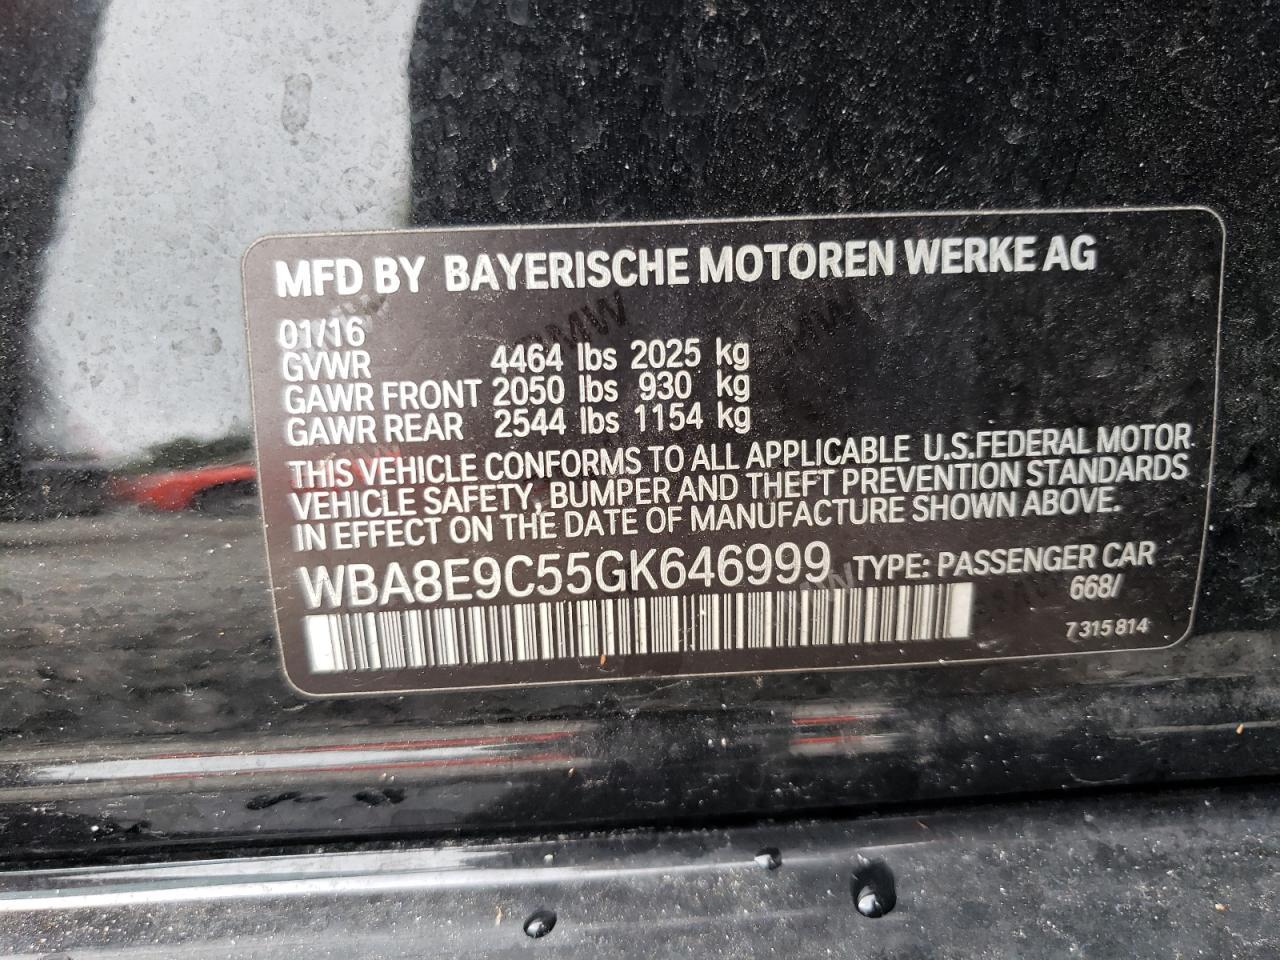 MFD BY BAYERISCHE MOTOREN WERKE AG
01/16
GVWR 4464 lbs 2025 kg
GAWR FRONT 2050 lbs 930 kg
GAWR REAR 2544 lbs 1154 kg
THIS VEHICLE CONFORMS TO ALL APPLICABLE U.S.FEDERAL MOTOR
VEHICLE SAFETY, BUMPER AND THEFT PREVENTION STANDARDS
IN EFFECT ON THE DATE OF MANUFACTURE SHOWN ABOVE.
WBA8E9C55GK646999 TYPE: PASSENGER CAR
668/
7 315 814